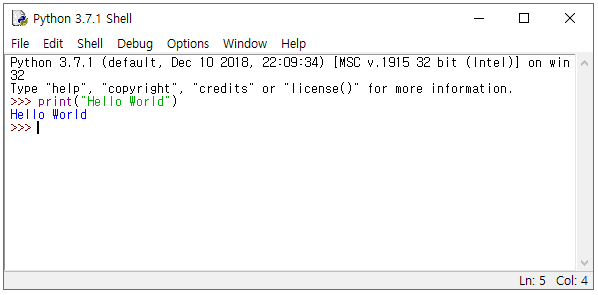 Python 3.7.1 Shell
File Edit Shell Debug Options Window Help
Python 3.7.1 (default, Dec 10 2018, 22:09:34) [MSC v.1915 32 bit (Intel)] on win
32
Type "help", "copyright", "credits" or "license()" for more information.
>>> print("Hello World")
Hello World
>>>
Ln: 5 Col: 4